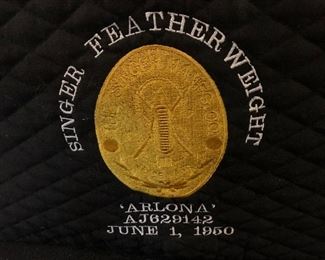 SINGER FEATHERWEIGHT
'ARLONA'
AJ629142
JUNE 1, 1950